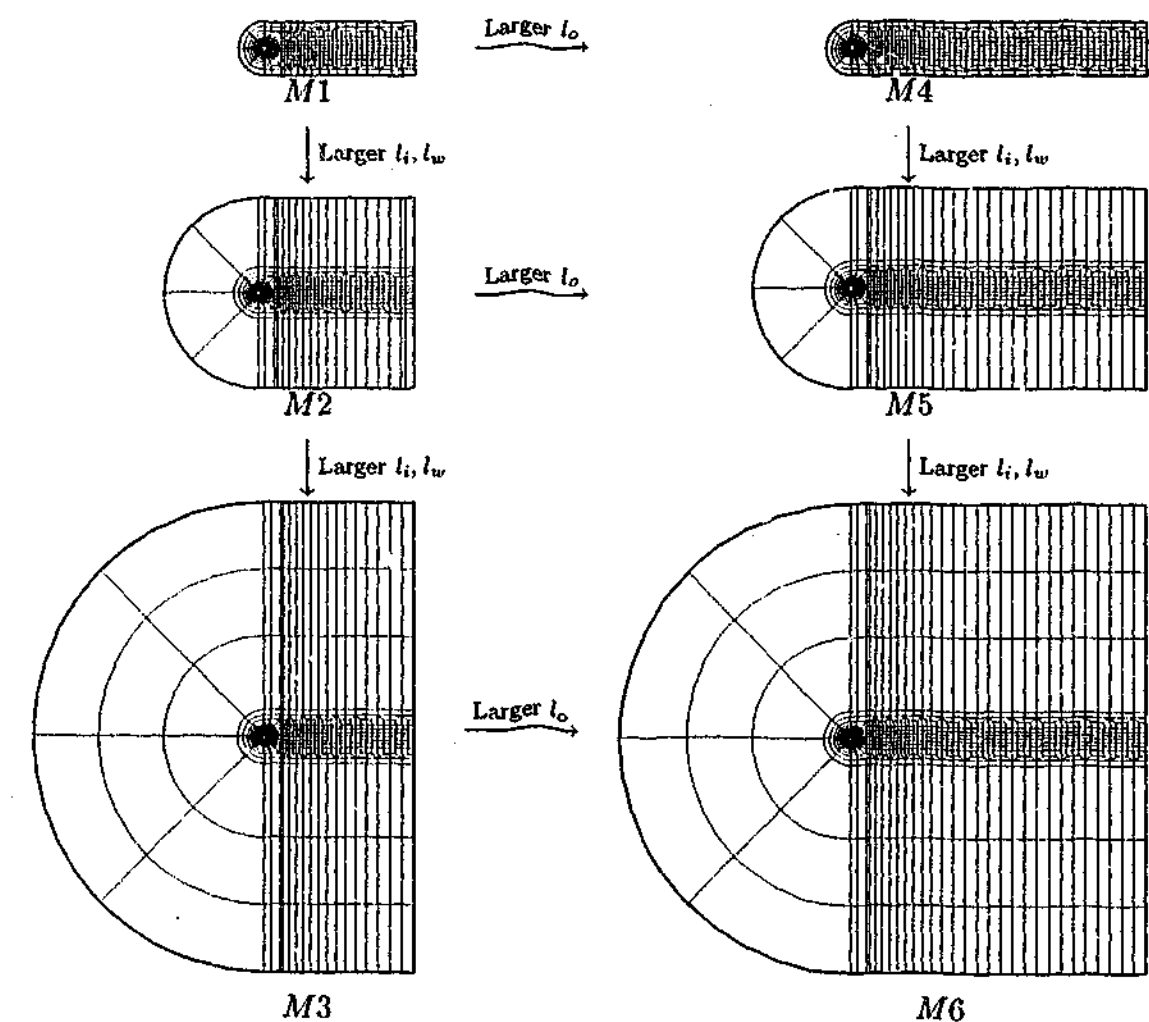 Larger l_o
M1
M4
Larger l_i, l_w
Larger l_i, l_w
Larger l_o
M2
M5
Larger l_i, l_w
Larger l_i, l_w
Larger l_o
M3
M6